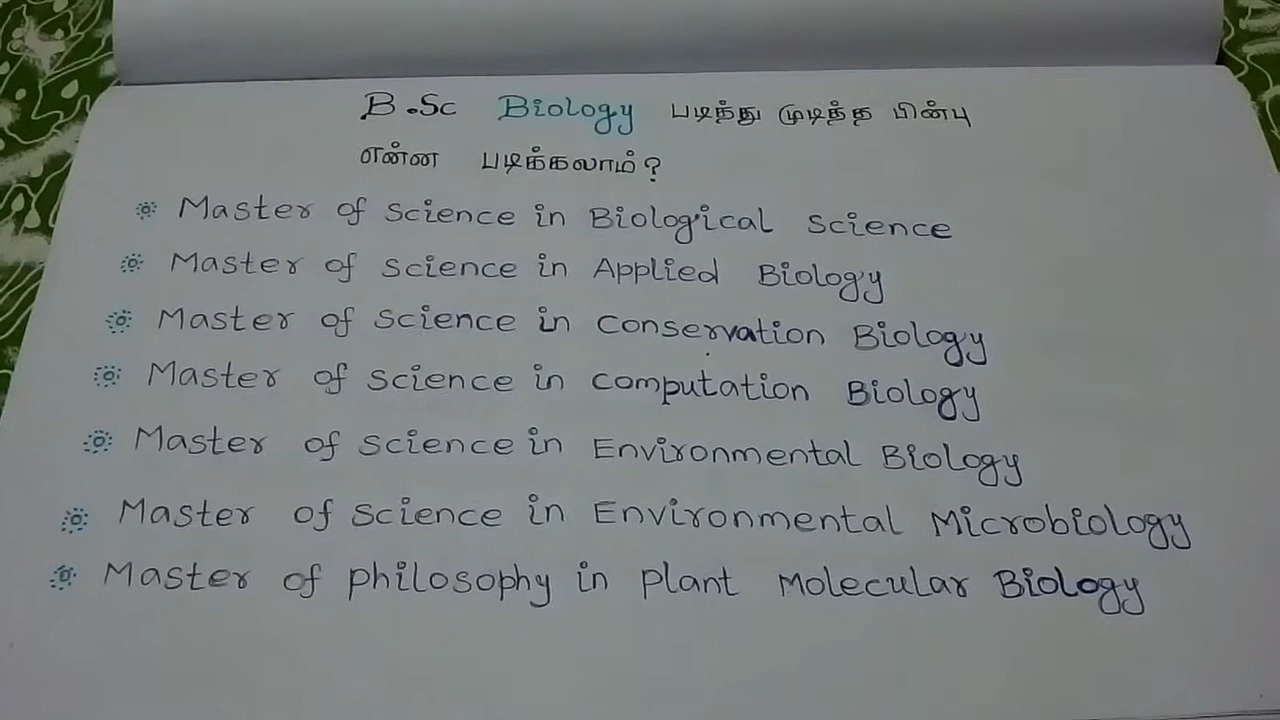 B.Sc Biology படித்து முடித்த பின்பு
என்ன படிக்கலாம்?
Master of Science in Biological Science
Master of Science in Applied Biology
Master of Science in Conservation Biology
Master of Science in Computation Biology
Master of Science in Environmental Biology
Master of Science in Environmental Microbiology
Master of philosophy in plant Molecular Biology